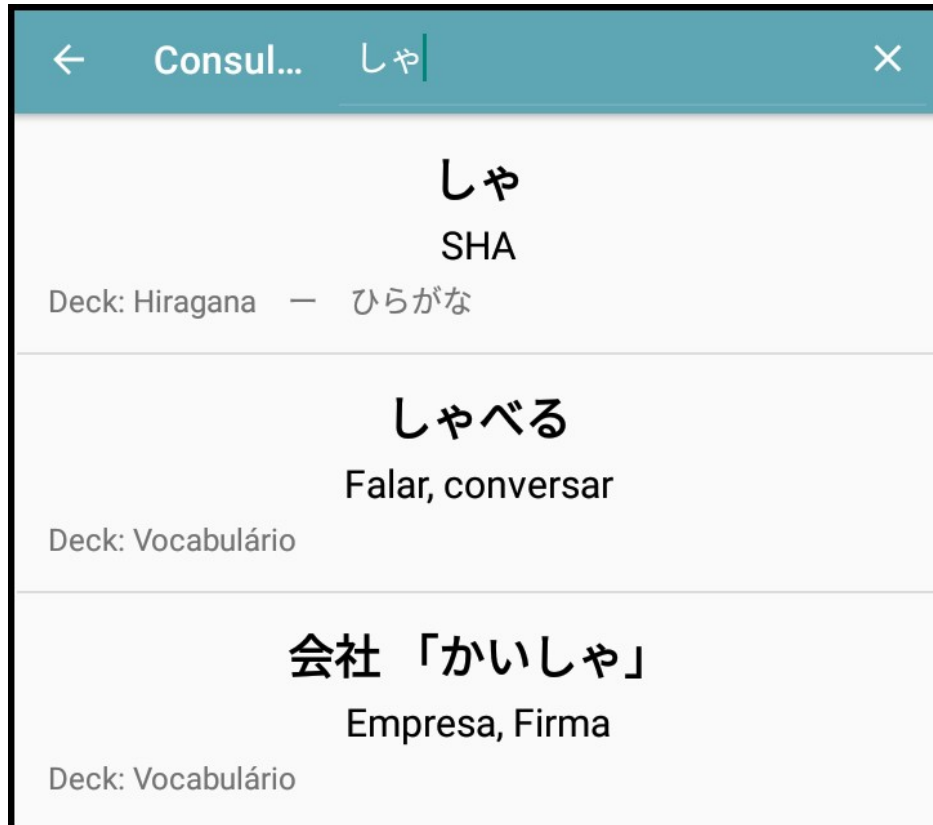 Consul... しゃ
しゃ
SHA
Deck: Hiragana ー ひらがな
しゃべる
Falar, conversar
Deck: Vocabulário
会社 「かいしゃ」
Empresa, Firma
Deck: Vocabulário